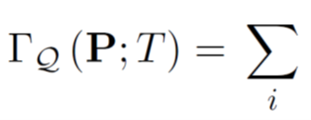 Γ_𝒬 (𝐏; T) = ∑_i